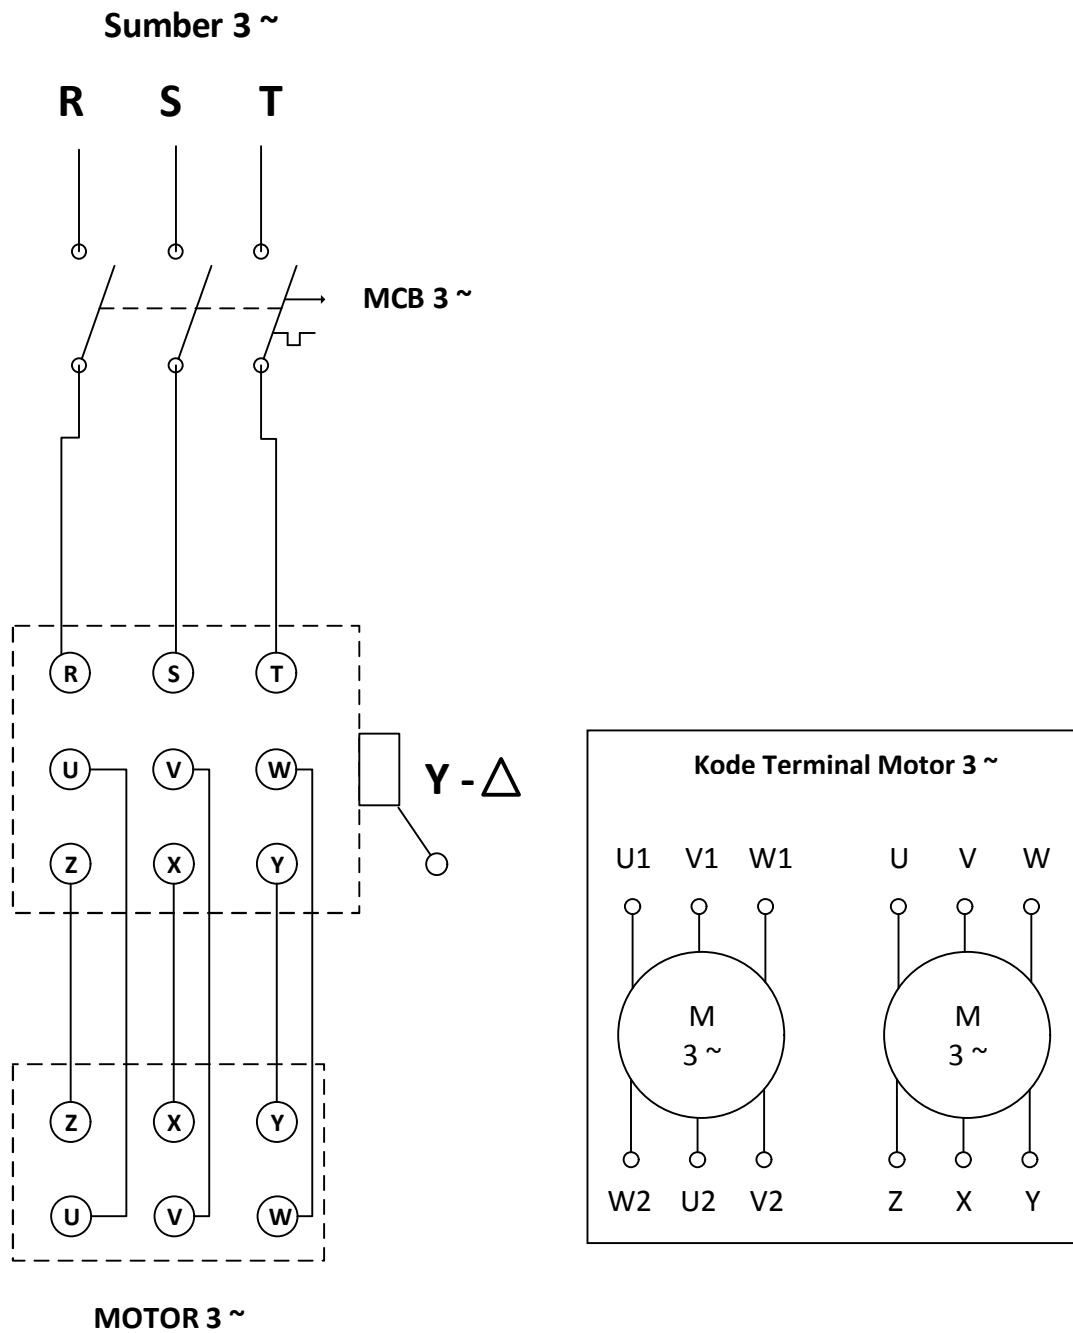 Sumber 3 ~
R S T
MCB 3 ~
R S T
U V W
Y - △
Z X Y
Z X Y
U V W
MOTOR 3 ~
Kode Terminal Motor 3 ~
U1 V1 W1 U V W
M M
3 ~ 3 ~
W2 U2 V2 Z X Y